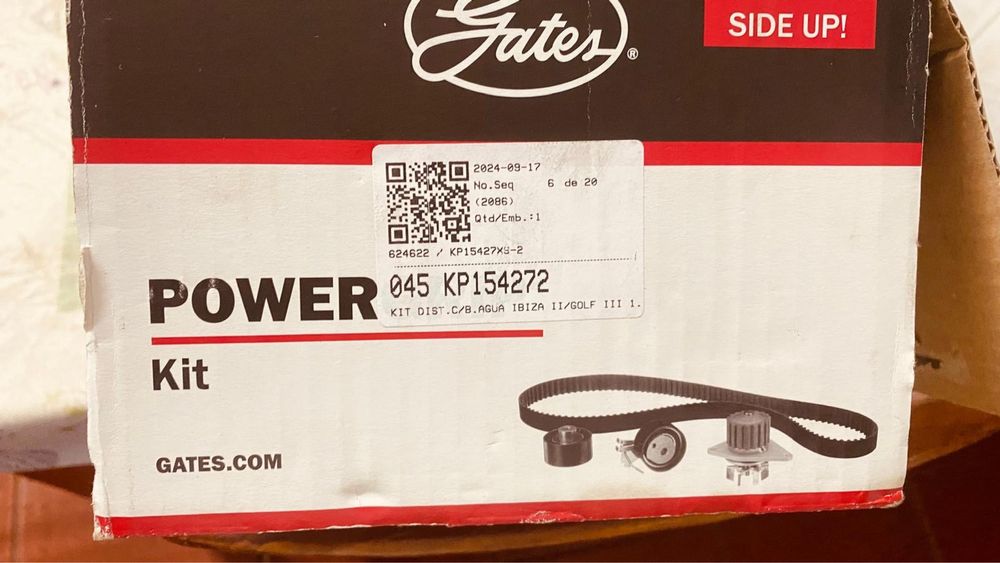 Gates®
SIDE UP!
2024-09-17
No.Seq 6 de 20
(2086)
Qtd/Emb.:1
624622 / KP15427XS-2
045 KP154272
KIT DIST.C/B.AGUA IBIZA II/GOLF III 1.
POWER
Kit
GATES.COM